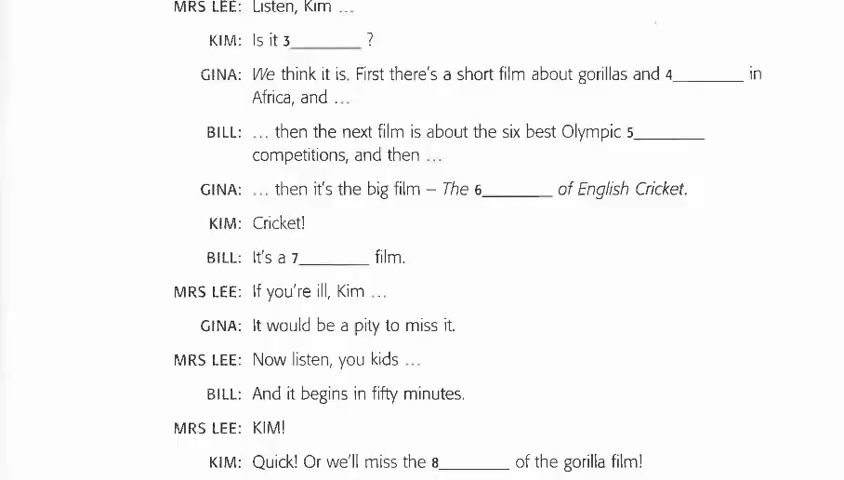 MRS LEE: Listen, Kim ...
KIM: Is it 3________ ?
GINA: We think it is. First there's a short film about gorillas and 4________ in
Africa, and ...
BILL: ... then the next film is about the six best Olympic 5________
competitions, and then ...
GINA: ... then it's the big film – The 6________ of English Cricket.
KIM: Cricket!
BILL: It's a 7________ film.
MRS LEE: If you're ill, Kim ...
GINA: It would be a pity to miss it.
MRS LEE: Now listen, you kids ...
BILL: And it begins in fifty minutes.
MRS LEE: KIM!
KIM: Quick! Or we'll miss the 8________ of the gorilla film!